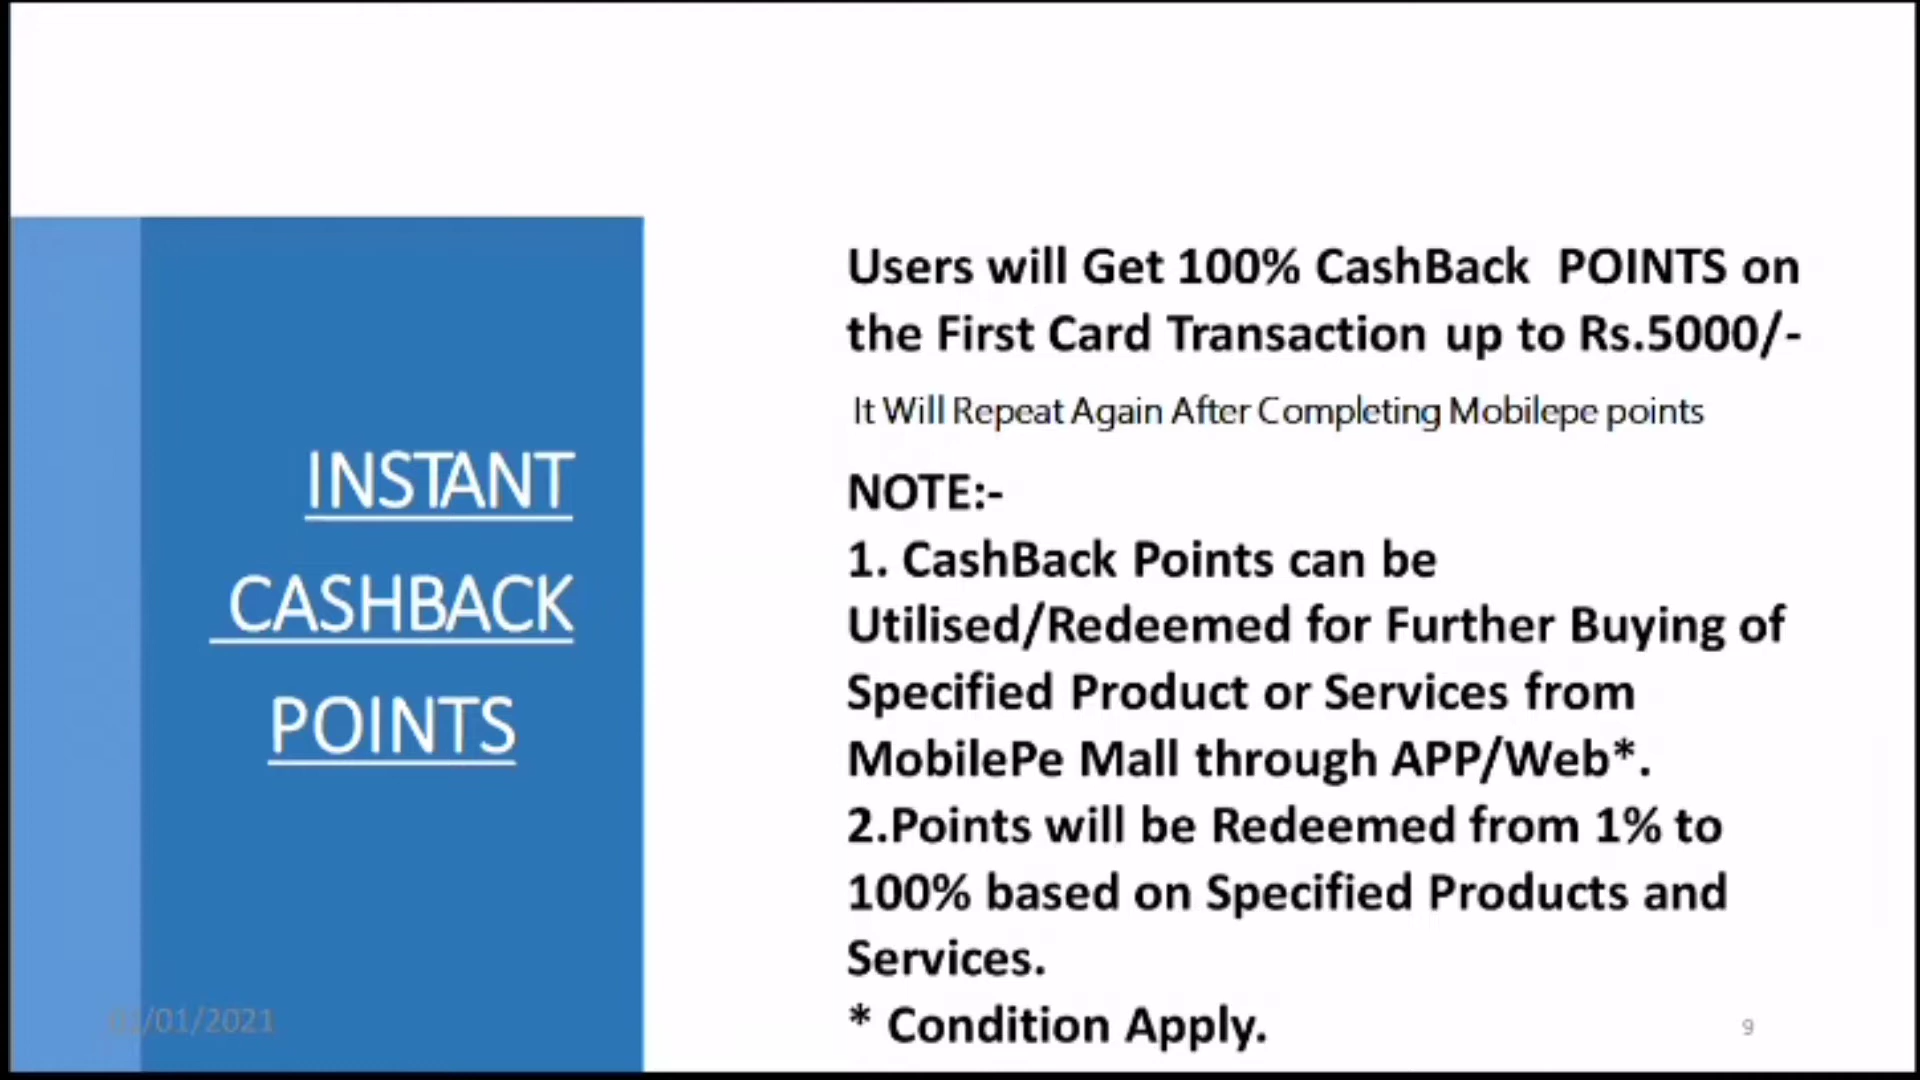 INSTANT
CASHBACK
POINTS
Users will Get 100% CashBack POINTS on
the First Card Transaction up to Rs.5000/-
It Will Repeat Again After Completing Mobilepe points
NOTE:-
1. CashBack Points can be
Utilised/Redeemed for Further Buying of
Specified Product or Services from
MobilePe Mall through APP/Web*.
2.Points will be Redeemed from 1% to
100% based on Specified Products and
Services.
* Condition Apply.
/01/2021
9